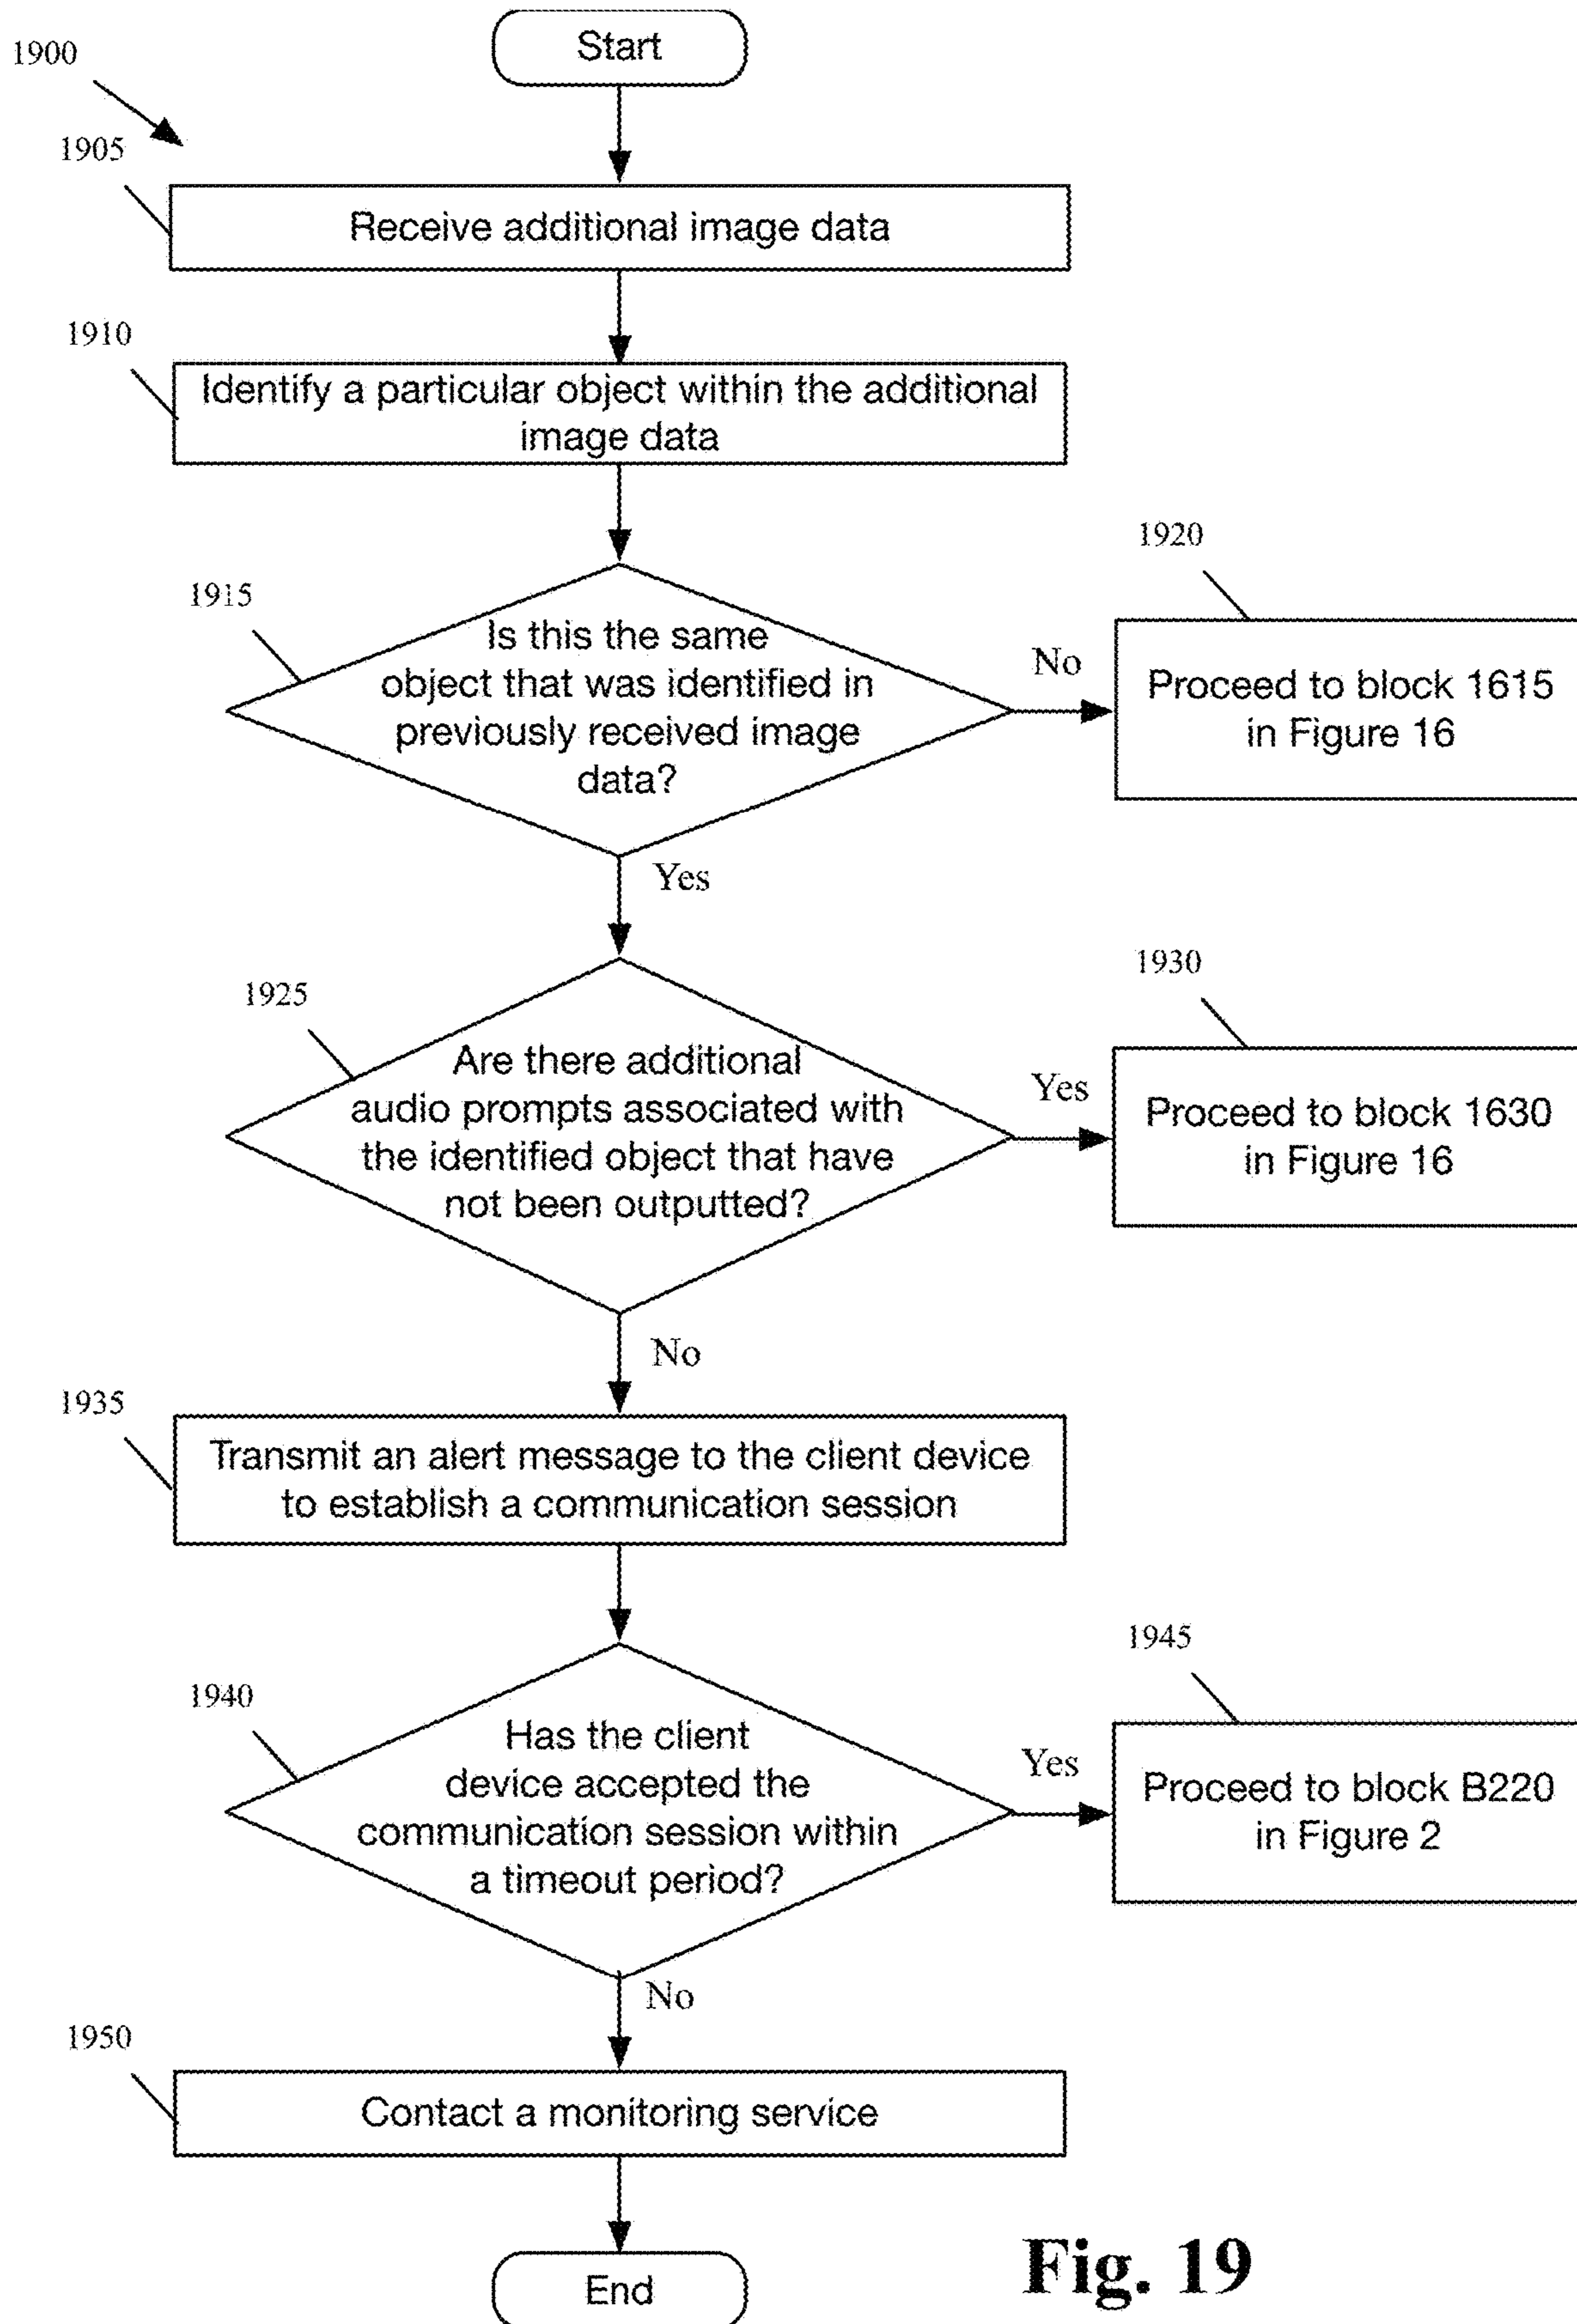 Start
1900
1905
Receive additional image data
1910
Identify a particular object within the additional
image data
1915
Is this the same
object that was identified in
previously received image
data?
No
1920
Proceed to block 1615
in Figure 16
Yes
1925
Are there additional
audio prompts associated with
the identified object that have
not been outputted?
Yes
1930
Proceed to block 1630
in Figure 16
No
1935
Transmit an alert message to the client device
to establish a communication session
1940
Has the client
device accepted the
communication session within
a timeout period?
Yes
1945
Proceed to block B220
in Figure 2
No
1950
Contact a monitoring service
End
Fig. 19